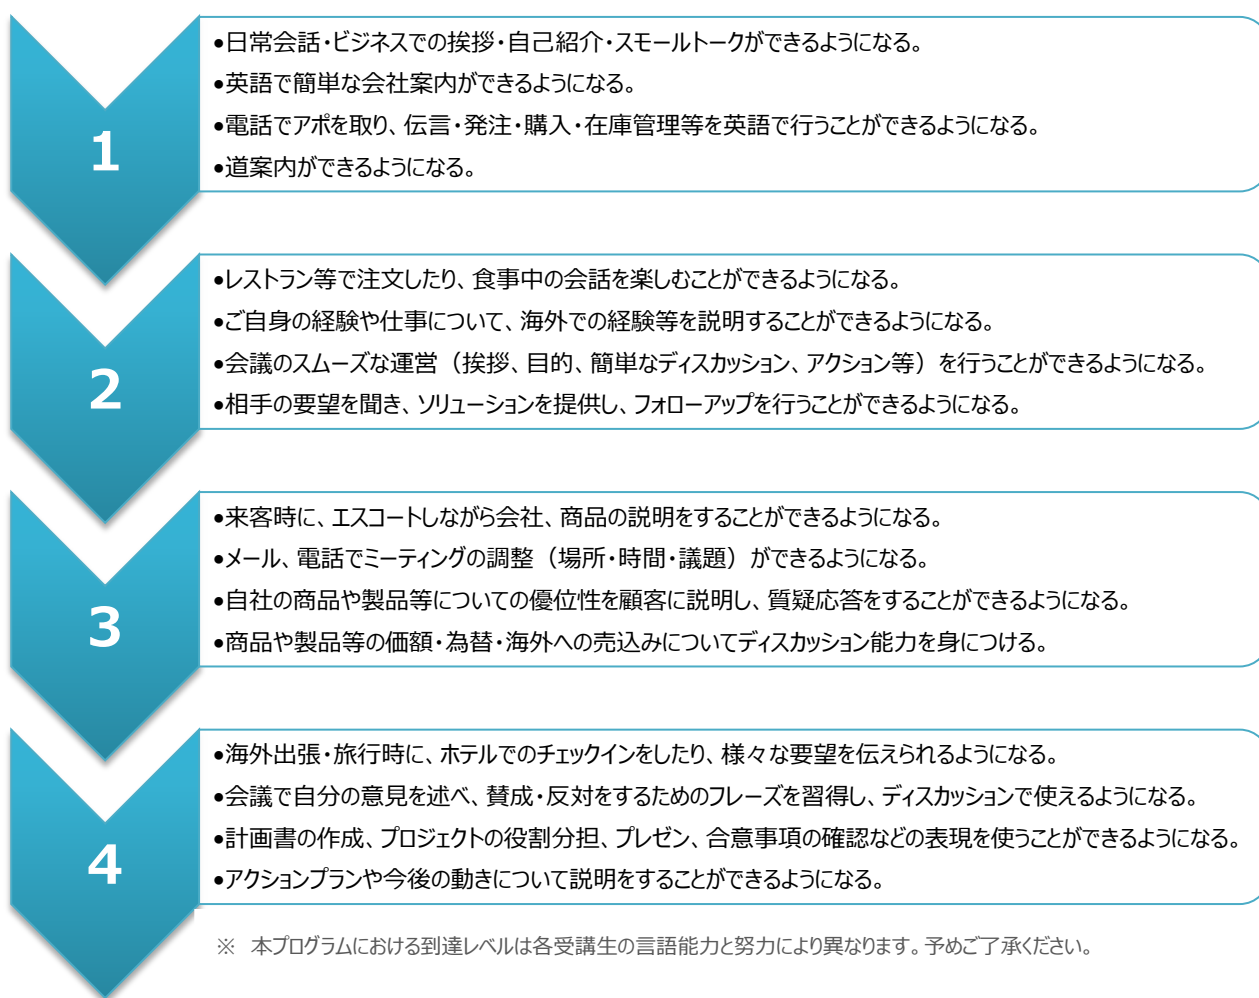 1
•日常会話・ビジネスでの挨拶・自己紹介・スモールトークができるようになる。
•英語で簡単な会社案内ができるようになる。
•電話でアポを取り、伝言・発注・購入・在庫管理等を英語で行うことができるようになる。
•道案内ができるようになる。
2
•レストラン等で注文したり、食事中の会話を楽しむことができるようになる。
•ご自身の経験や仕事について、海外での経験等を説明することができるようになる。
•会議のスムーズな運営（挨拶、目的、簡単なディスカッション、アクション等）を行うことができるようになる。
•相手の要望を聞き、ソリューションを提供し、フォローアップを行うことができるようになる。
3
•来客時に、エスコートしながら会社、商品の説明をすることができるようになる。
•メール、電話でミーティングの調整（場所・時間・議題）ができるようになる。
•自社の商品や製品等についての優位性を顧客に説明し、質疑応答をすることができるようになる。
•商品や製品等の価額・為替・海外への売込みについてディスカッション能力を身につける。
4
•海外出張・旅行時に、ホテルでのチェックインをしたり、様々な要望を伝えられるようになる。
•会議で自分の意見を述べ、賛成・反対をするためのフレーズを習得し、ディスカッションで使えるようになる。
•計画書の作成、プロジェクトの役割分担、プレゼン、合意事項の確認などの表現を使うことができるようになる。
•アクションプランや今後の動きについて説明をすることができるようになる。
※ 本プログラムにおける到達レベルは各受講生の言語能力と努力により異なります。予めご了承ください。